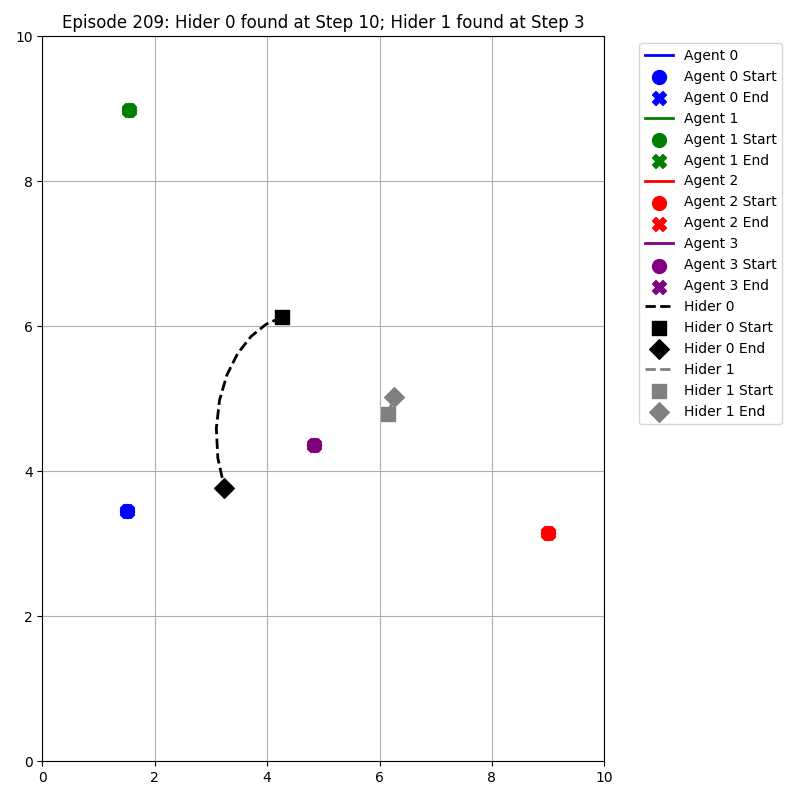 Episode 209: Hider 0 found at Step 10; Hider 1 found at Step 3
10
8
6
4
2
0
0 2 4 6 8 10
Agent 0
Agent 0 Start
Agent 0 End
Agent 1
Agent 1 Start
Agent 1 End
Agent 2
Agent 2 Start
Agent 2 End
Agent 3
Agent 3 Start
Agent 3 End
Hider 0
Hider 0 Start
Hider 0 End
Hider 1
Hider 1 Start
Hider 1 End